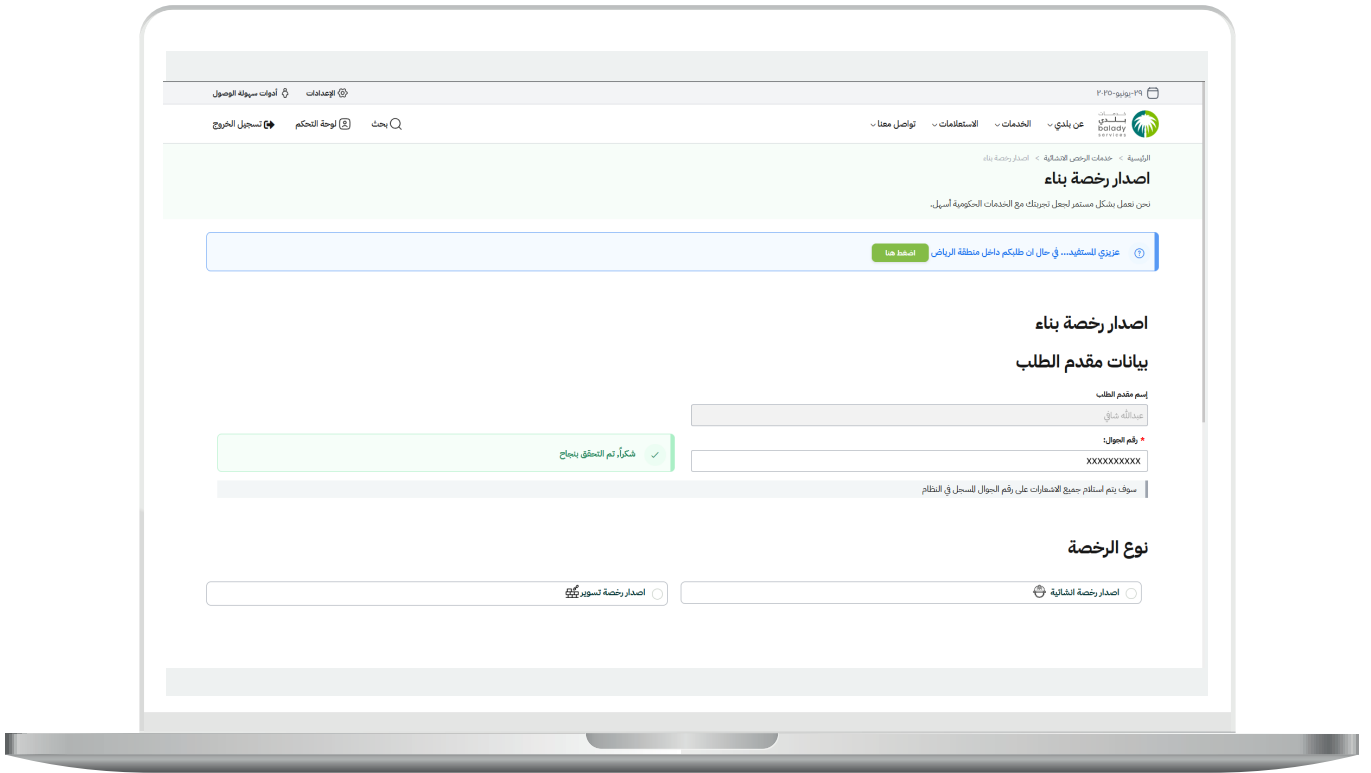 ٢٩-يونيو-٢٠٢٥
الإعدادات
أدوات سهولة الوصول
خدمات
بلدي
balady
services
عن بلدي
الخدمات
الاستعلامات
تواصل معنا
بحث
لوحة التحكم
تسجيل الخروج
الرئيسية > خدمات الرخص الانشائية > اصدار رخصة بناء
اصدار رخصة بناء
نحن نعمل بشكل مستمر لجعل تجربتك مع الخدمات الحكومية أسهل.
عزيزي المستفيد... في حال ان طلبكم داخل منطقة الرياض اضغط هنا
اصدار رخصة بناء
بيانات مقدم الطلب
إسم مقدم الطلب
عبدالله شافي
* رقم الجوال:
xxxxxxxxxx
شكراً, تم التحقق بنجاح
سوف يتم استلام جميع الاشعارات على رقم الجوال المسجل في النظام
نوع الرخصة
اصدار رخصة انشائية
اصدار رخصة تسوير